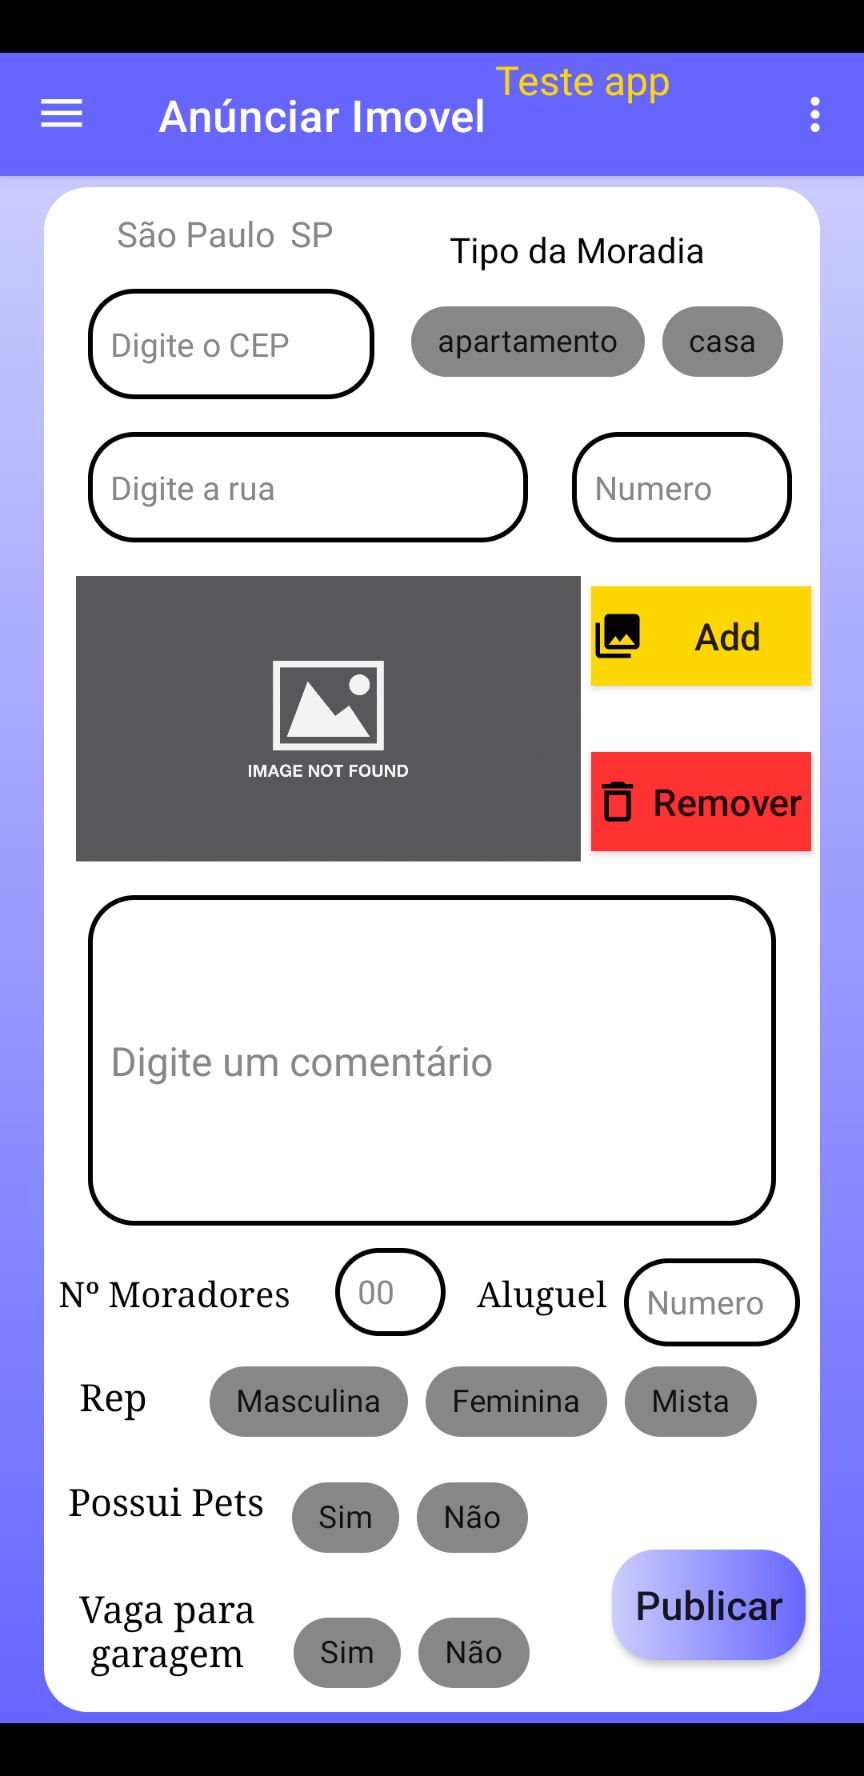 Teste app
Anúnciar Imovel
São Paulo SP
Tipo da Moradia
Digite o CEP
apartamento casa
Digite a rua
Numero
Add
IMAGE NOT FOUND
Remover
Digite um comentário
Nº Moradores 00 Aluguel Numero
Rep Masculina Feminina Mista
Possui Pets Sim Não
Publicar
Vaga para
garagem Sim Não